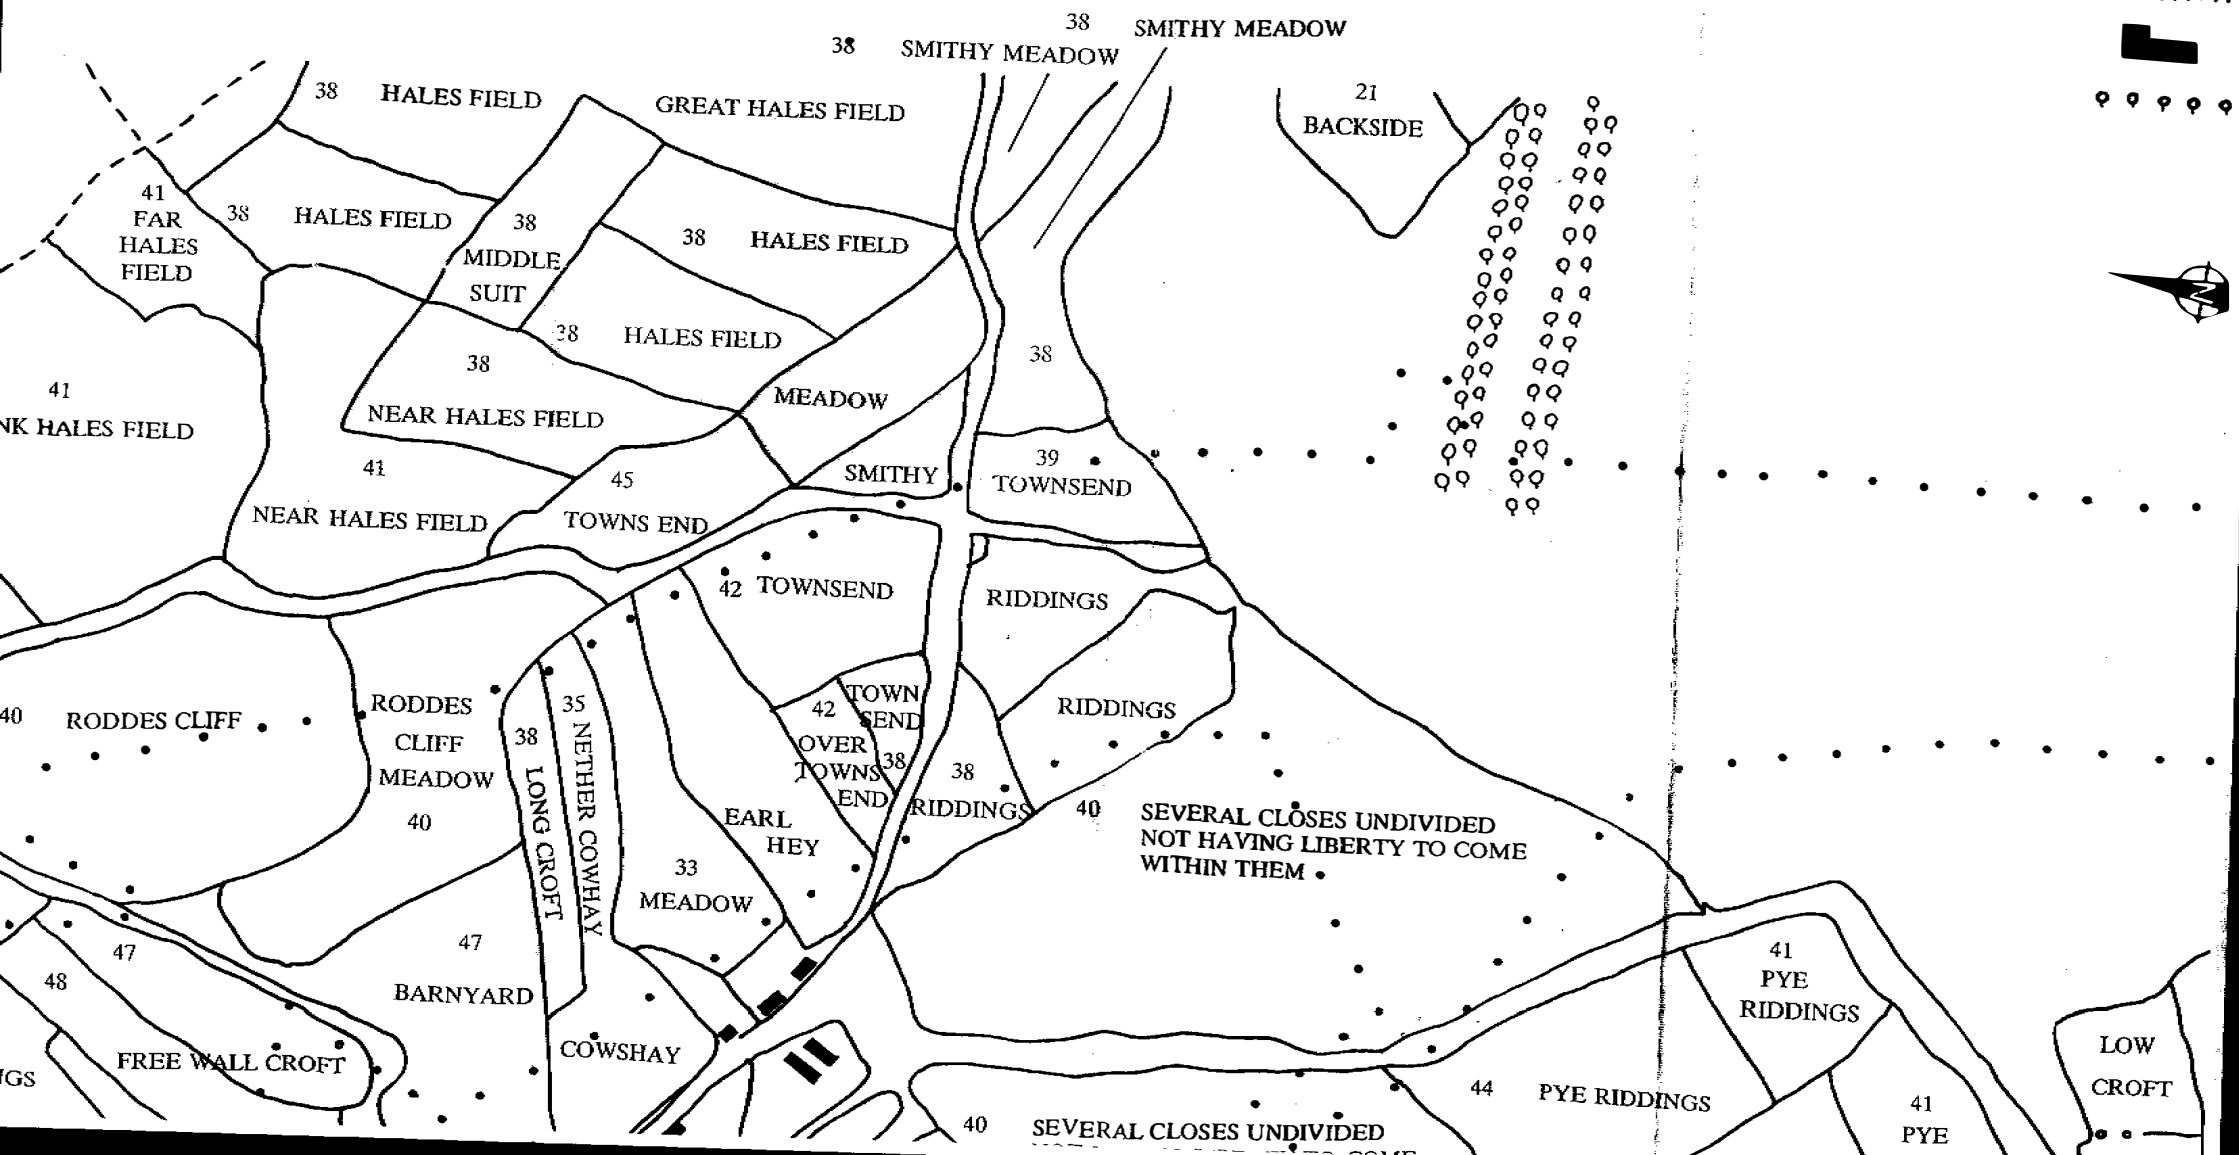 38 SMITHY MEADOW
38 SMITHY MEADOW
38 HALES FIELD
GREAT HALES FIELD
21
BACKSIDE
41
FAR
HALES
FIELD
38 HALES FIELD
38
MIDDLE
SUIT
38 HALES FIELD
N
38 HALES FIELD
38
NEAR HALES FIELD
MEADOW
38
41
NK HALES FIELD
41
NEAR HALES FIELD
45
TOWNS END
SMITHY
39
TOWNSEND
42 TOWNSEND
RIDDINGS
40 RODDES CLIFF
RODDES
CLIFF
MEADOW
40
38
LONG CROFT
35
NETHER COWHAY
TOWN
SEND
38
42
OVER
TOWNS
END
RIDDINGS
38
RIDDINGS
EARL
HEY
33
MEADOW
40 SEVERAL CLOSES UNDIVIDED
NOT HAVING LIBERTY TO COME
WITHIN THEM
47
BARNYARD
47
48
FREE WALL CROFT
NGS
COWSHAY
41
PYE
RIDDINGS
44 PYE RIDDINGS
41
PYE
LOW
CROFT
40 SEVERAL CLOSES UNDIVIDED